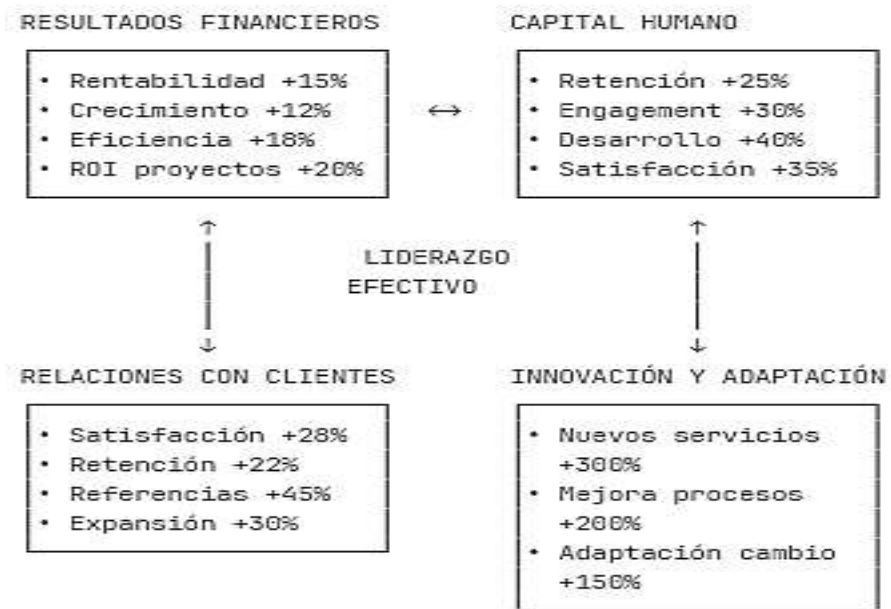 RESULTADOS FINANCIEROS
• Rentabilidad +15%
• Crecimiento +12%
• Eficiencia +18%
• ROI proyectos +20%
CAPITAL HUMANO
• Retención +25%
• Engagement +30%
• Desarrollo +40%
• Satisfacción +35%
LIDERAZGO
EFECTIVO
RELACIONES CON CLIENTES
• Satisfacción +28%
• Retención +22%
• Referencias +45%
• Expansión +30%
INNOVACIÓN Y ADAPTACIÓN
• Nuevos servicios
+300%
• Mejora procesos
+200%
• Adaptación cambio
+150%